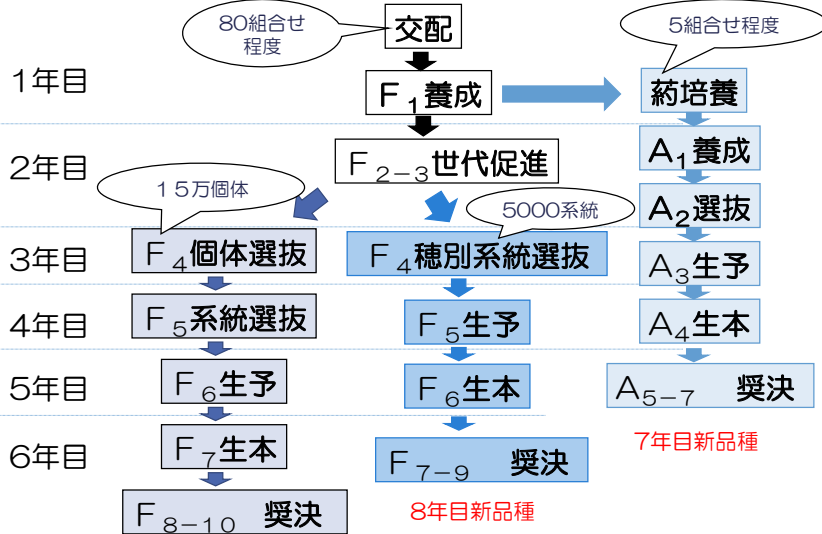 80組合せ
程度
交配
5組合せ程度
1年目
F1養成
葯培養
2年目
F2−3世代促進
A1養成
15万個体
A2選抜
5000系統
3年目
F4個体選抜
F4穂別系統選抜
A3生予
4年目
F5系統選抜
F5生予
A4生本
5年目
F6生予
F6生本
A5−7 奨決
7年目新品種
6年目
F7生本
F7−9 奨決
F8−10 奨決
8年目新品種